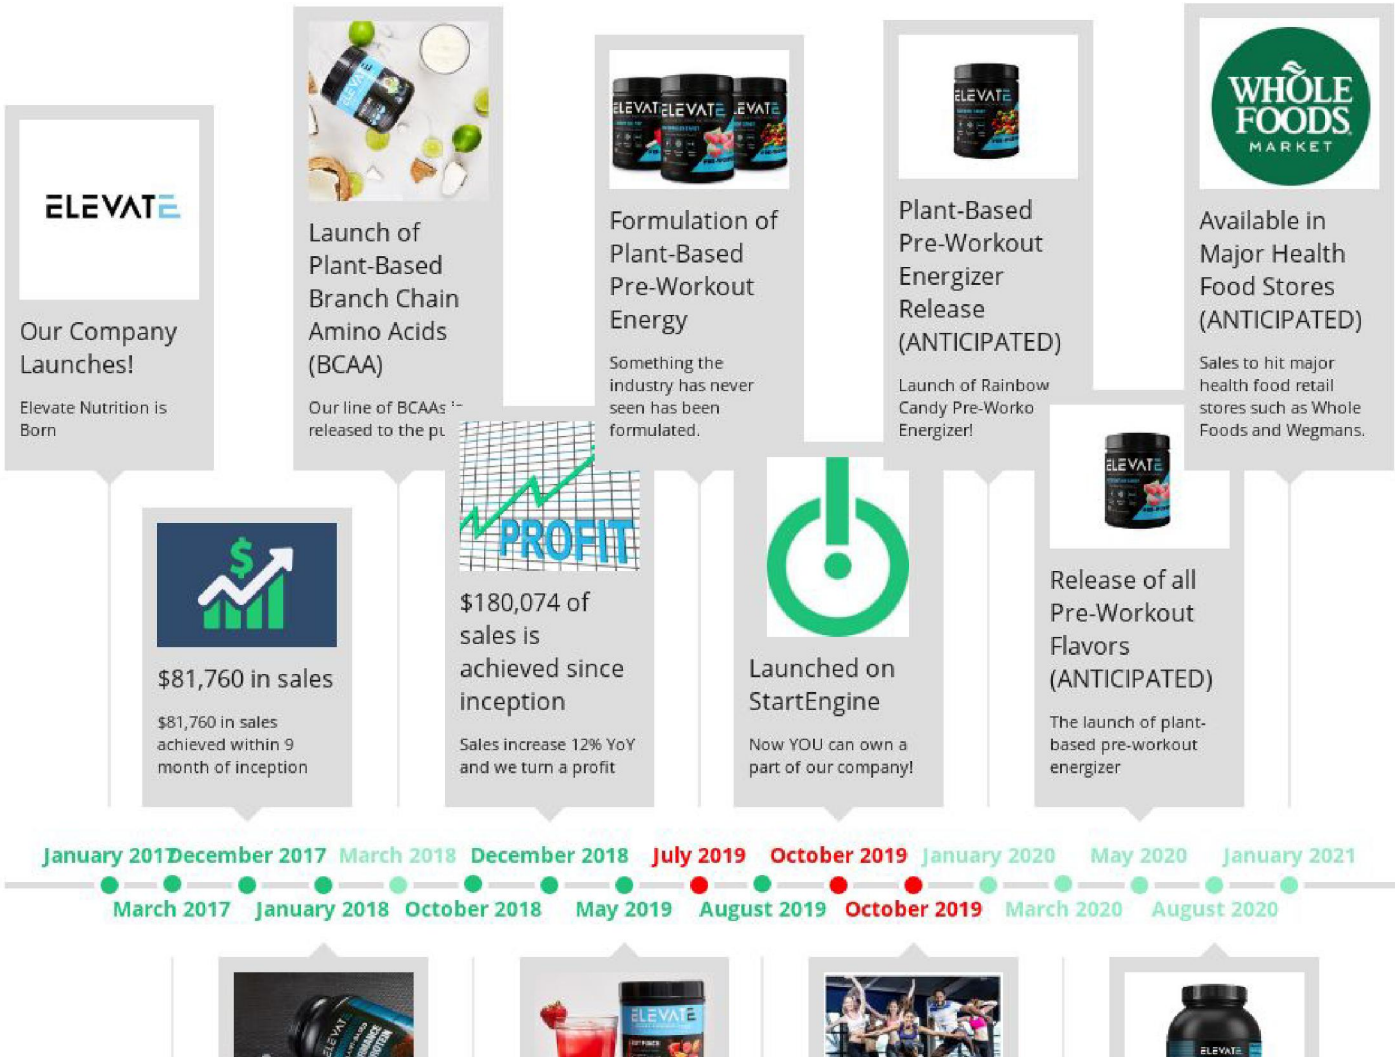 ELEVATE
Our Company
Launches!
Elevate Nutrition is
Born
ELEVATE
Launch of
Plant-Based
Branch Chain
Amino Acids
(BCAA)
Our line of BCAAs
released to the
ELEVATE
ELEVATE
Formulation of
Plant-Based
Pre-Workout
Energy
Something the
industry has never
seen has been
formulated.
ELEVATE
Plant-Based
Pre-Workout
Energizer
Release
(ANTICIPATED)
Launch of Rainbow
Candy Pre-Worko
Energizer!
WHOLE
FOODS
MARKET
Available in
Major Health
Food Stores
(ANTICIPATED)
Sales to hit major
health food retail
stores such as Whole
Foods and Wegmans.
$
$81,760 in sales
$81,760 in sales
achieved within 9
month of inception
PROFIT
$180,074 of
sales is
achieved since
inception
Sales increase 12% YoY
and we turn a profit
Launched on
StartEngine
Now YOU can own a
part of our company!
ELEVATE
Release of all
Pre-Workout
Flavors
(ANTICIPATED)
The launch of plant-
based pre-workout
energizer
January 2017 December 2017 March 2018 December 2018 July 2019 October 2019 January 2020 May 2020 January 2021
March 2017 January 2018 October 2018 May 2019 August 2019 October 2019 March 2020 August 2020
ELEVATE
ELEVATE
FRUIT PUNCH
ELEVATE